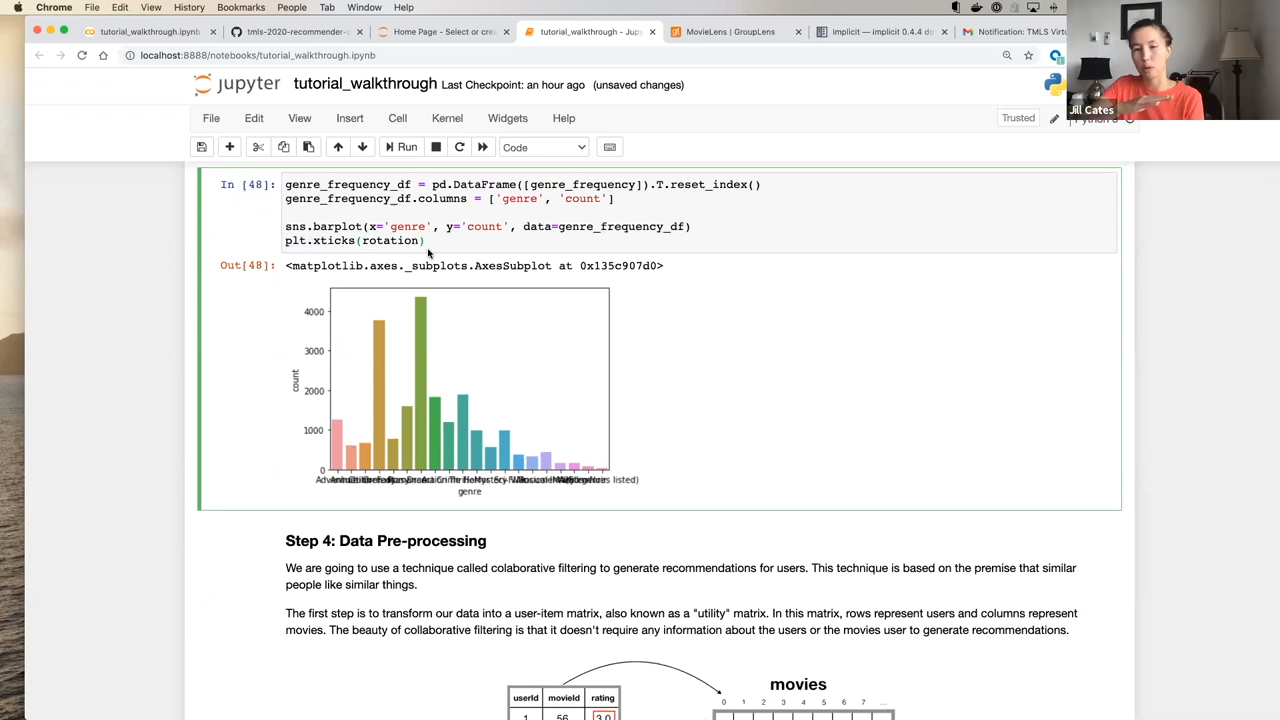 Chrome File Edit View History Bookmarks People Tab Window Help
tutorial_walkthrough.ipynb
tmls-2020-recommender-
Home Page - Select or crea
tutorial_walkthrough - Jupy
MovieLens | GroupLens
Implicit — implicit 0.4.4 do
Notification: TMLS Virtu
localhost:8888/notebooks/tutorial_walkthrough.ipynb
Jill Cates
jupyter tutorial_walkthrough Last Checkpoint: an hour ago (unsaved changes)
File Edit View Insert Cell Kernel Widgets Help
Trusted
Run Code
In [48]: genre_frequency_df = pd.DataFrame([genre_frequency]).T.reset_index()
genre_frequency_df.columns = ['genre', 'count']
sns.barplot(x='genre', y='count', data=genre_frequency_df)
plt.xticks(rotation)
Out[48]: <matplotlib.axes._subplots.AxesSubplot at 0x135c907d0>
4000
3000
2000
1000
0
count
genre
Step 4: Data Pre-processing
We are going to use a technique called colaborative filtering to generate recommendations for users. This technique is based on the premise that similar
people like similar things.
The first step is to transform our data into a user-item matrix, also known as a "utility" matrix. In this matrix, rows represent users and columns represent
movies. The beauty of collaborative filtering is that it doesn't require any information about the users or the movies user to generate recommendations.
movies
userId movieId rating
0 1 2 3 4 5 6 7 ...
1 56 3.0